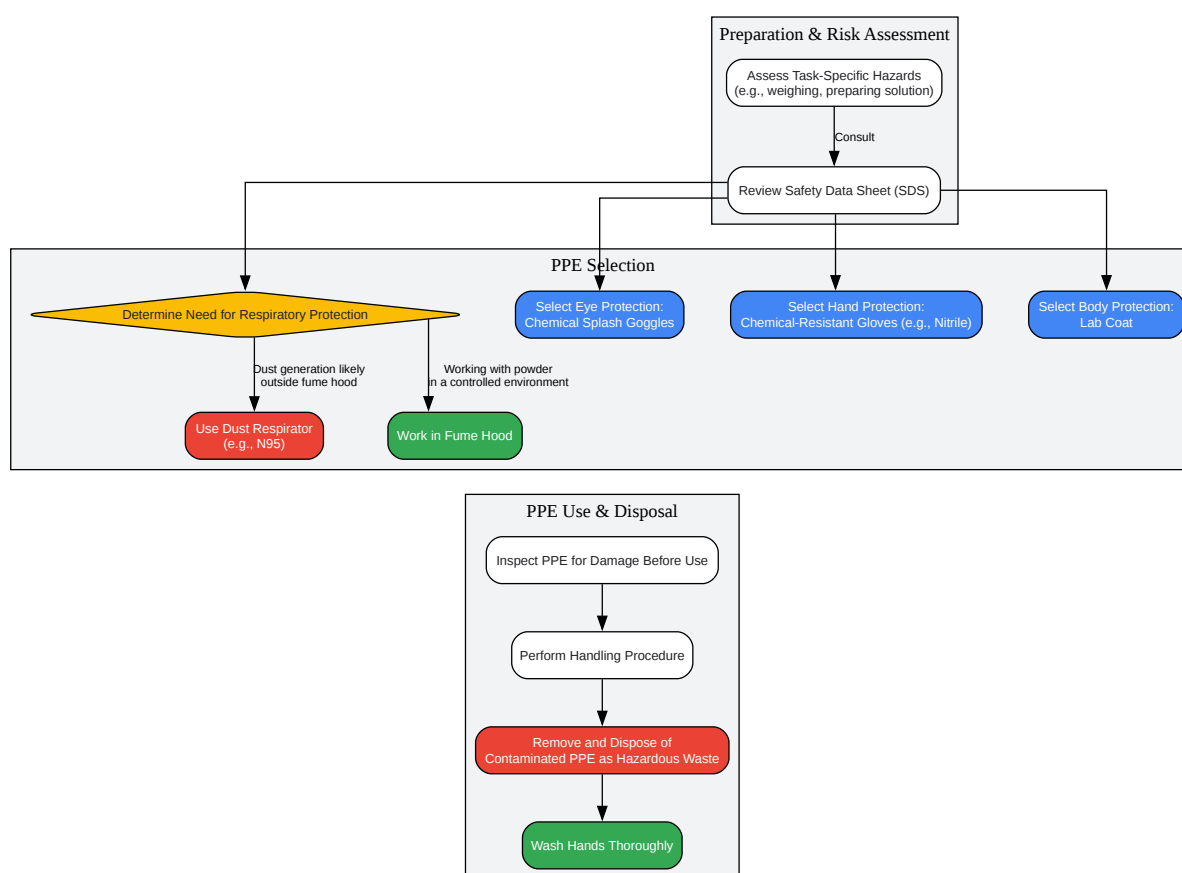 Preparation & Risk Assessment
Assess Task-Specific Hazards
(e.g., weighing, preparing solution)
Consult
Review Safety Data Sheet (SDS)
PPE Selection
Determine Need for Respiratory Protection
Select Eye Protection:
Chemical Splash Goggles
Select Hand Protection:
Chemical-Resistant Gloves (e.g., Nitrile)
Select Body Protection:
Lab Coat
Dust generation likely
outside fume hood
Working with powder
in a controlled environment
Use Dust Respirator
(e.g., N95)
Work in Fume Hood
PPE Use & Disposal
Inspect PPE for Damage Before Use
Perform Handling Procedure
Remove and Dispose of
Contaminated PPE as Hazardous Waste
Wash Hands Thoroughly